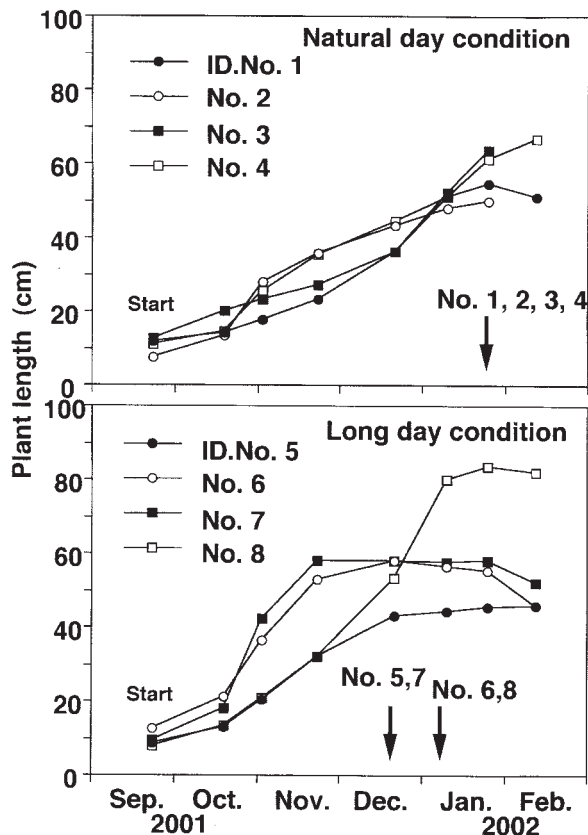 100
Natural day condition
ID.No. 1
80
No. 2
No. 3
60
No. 4
40
Start
No. 1, 2, 3, 4
20
0
Plant length (cm)
100
Long day condition
ID.No. 5
80
No. 6
No. 7
60
No. 8
40
Start
No. 5,7
No. 6,8
20
0
Sep. Oct. Nov. Dec. Jan. Feb.
2001 2002